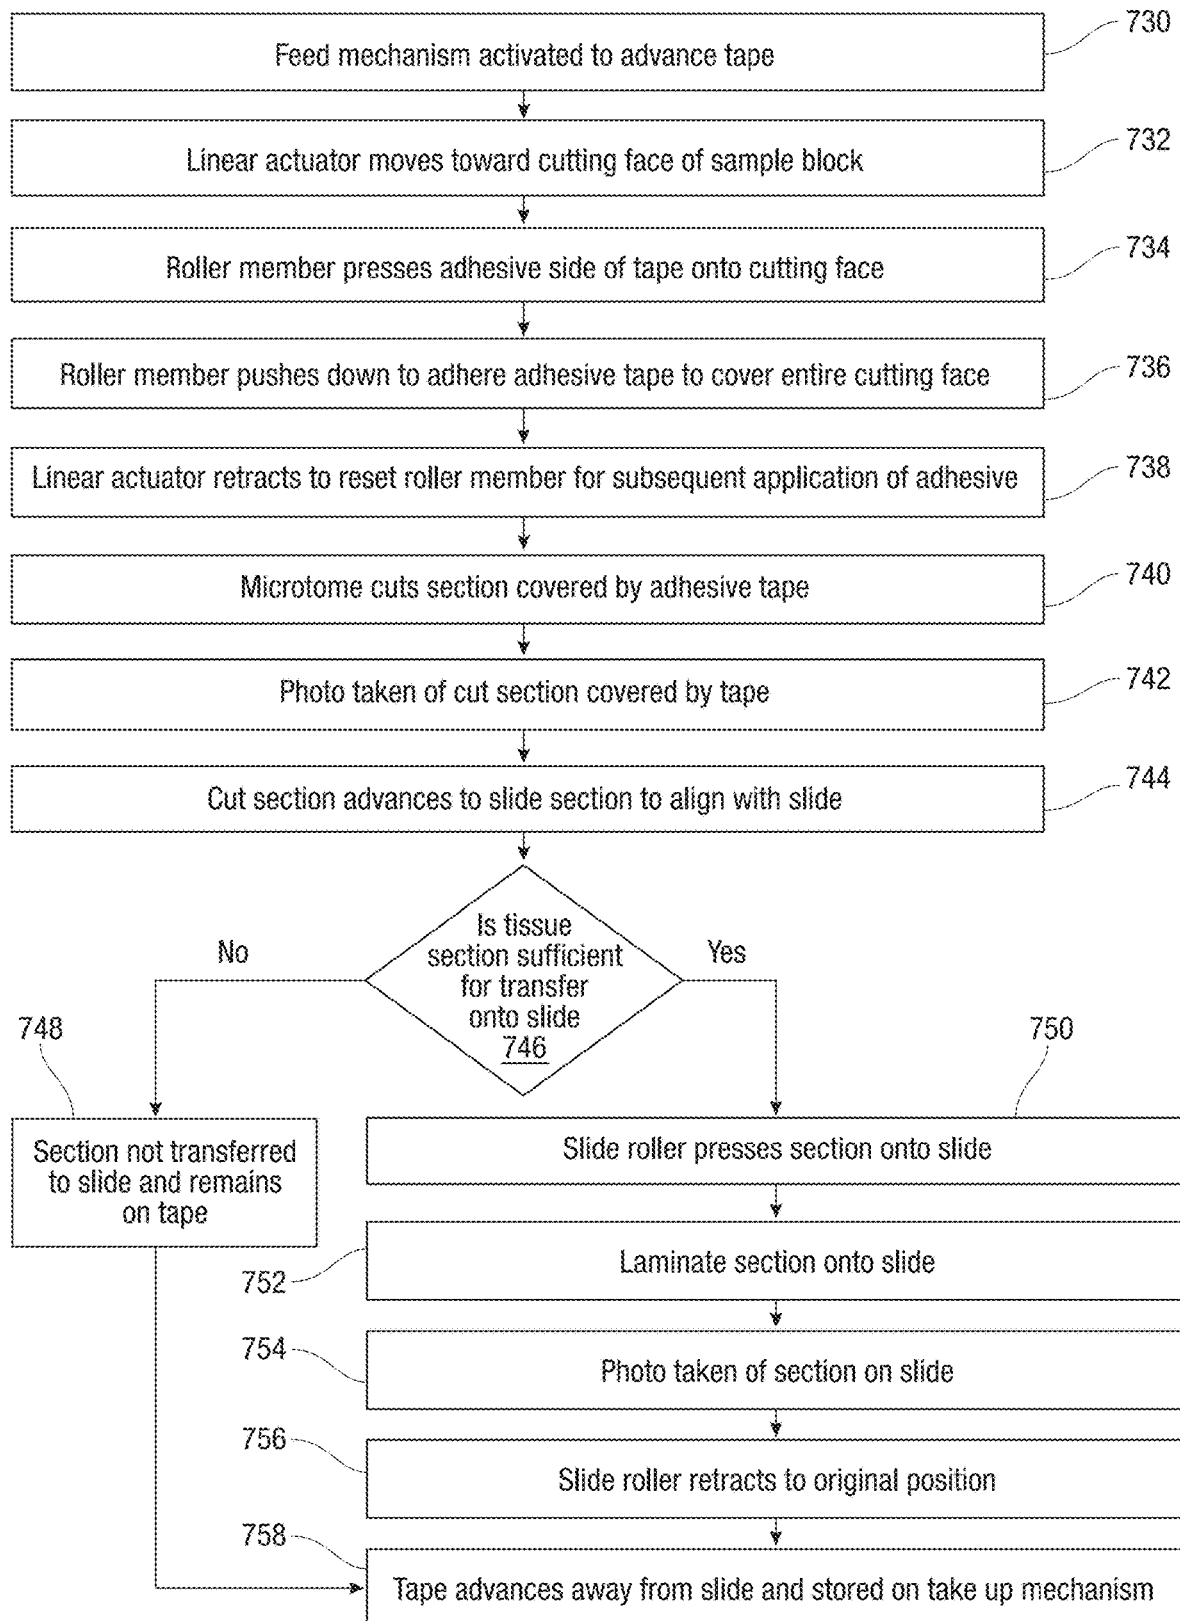 Feed mechanism activated to advance tape
730
Linear actuator moves toward cutting face of sample block
732
Roller member presses adhesive side of tape onto cutting face
734
Roller member pushes down to adhere adhesive tape to cover entire cutting face
736
Linear actuator retracts to reset roller member for subsequent application of adhesive
738
Microtome cuts section covered by adhesive tape
740
Photo taken of cut section covered by tape
742
Cut section advances to slide section to align with slide
744
Is tissue
section sufficient
for transfer
onto slide
746
No
Yes
748
Section not transferred
to slide and remains
on tape
750
Slide roller presses section onto slide
752
Laminate section onto slide
754
Photo taken of section on slide
756
Slide roller retracts to original position
758
Tape advances away from slide and stored on take up mechanism